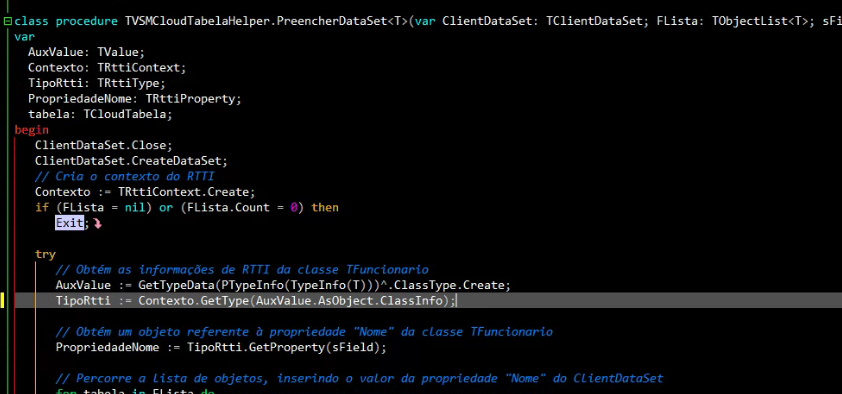 class procedure TVSMCloudTabelaHelper.PreencherDataSet<T>(var ClientDataSet: TClientDataSet; FLista: TObjectList<T>; sFi
var
AuxValue: TValue;
Contexto: TRttiContext;
TipoRtti: TRttiType;
PropriedadeNome: TRttiProperty;
tabela: TCloudTabela;
begin
ClientDataSet.Close;
ClientDataSet.CreateDataSet;
// Cria o contexto do RTTI
Contexto := TRttiContext.Create;
if (FLista = nil) or (FLista.Count = 0) then
Exit;
try
// Obtém as informações de RTTI da classe TFuncionario
AuxValue := GetTypeData(PTypeInfo(TypeInfo(T)))^.ClassType.Create;
TipoRtti := Contexto.GetType(AuxValue.AsObject.ClassInfo);
// Obtém um objeto referente à propriedade "Nome" da classe TFuncionario
PropriedadeNome := TipoRtti.GetProperty(sField);
// Percorre a lista de objetos, inserindo o valor da propriedade "Nome" do ClientDataSet
for tabela in FLista do